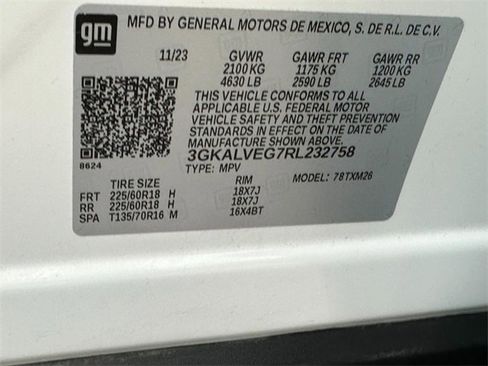 gm
MFD BY GENERAL MOTORS DE MEXICO, S. DE R.L. DE C.V.
11/23 GVWR GAWR FRT GAWR RR
2100 KG 1175 KG 1200 KG
4630 LB 2590 LB 2645 LB
THIS VEHICLE CONFORMS TO ALL
APPLICABLE U.S. FEDERAL MOTOR
VEHICLE SAFETY AND THEFT PREVENTION
STANDARDS IN EFFECT ON THE DATE OF
MANUFACTURE SHOWN ABOVE.
8624
3GKALVEG7RL232758
TYPE: MPV
TIRE SIZE RIM MODEL: 78TXM26
FRT 225/60R18 H 18X7J
RR 225/60R18 H 18X7J
SPA T135/70R16 M 16X4BT